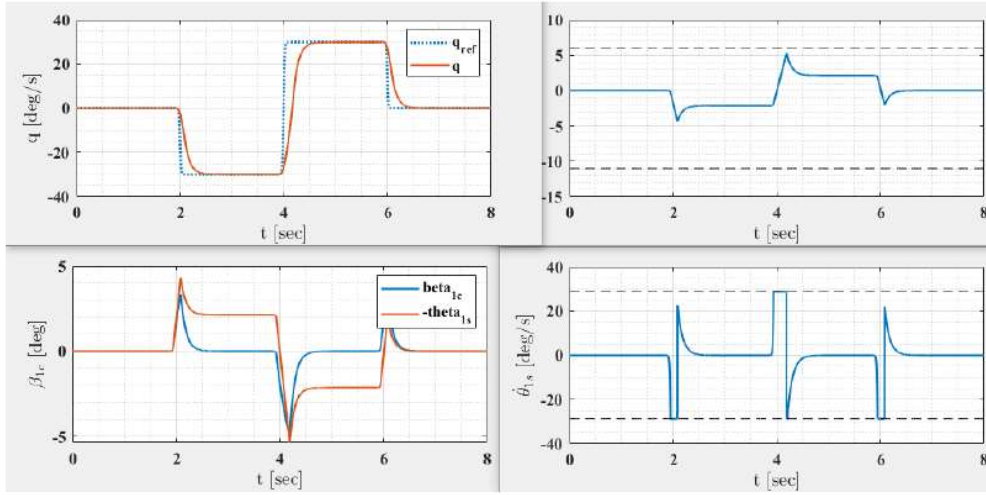 40
20
0
-20
-40
q [deg/s]
q_ref
q
0 2 4 6 8
t [sec]
10
5
0
-5
-10
-15
0 2 4 6 8
5
0
-5
β_1c [deg]
beta_1c
-theta_1s
0 2 4 6 8
t [sec]
40
20
0
-20
-40
θ̇_1s [deg/s]
0 2 4 6 8
t [sec]